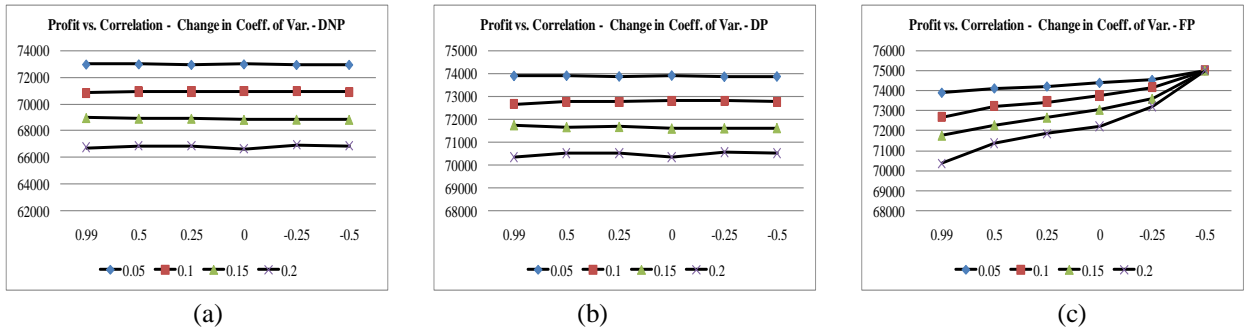 Profit vs. Correlation - Change in Coeff. of Var. - DNP
74000
72000
70000
68000
66000
64000
62000
0.99 0.5 0.25 0 -0.25 -0.5
0.05 0.1 0.15 0.2
(a)
Profit vs. Correlation - Change in Coeff. of Var. - DP
75000
74000
73000
72000
71000
70000
69000
68000
0.99 0.5 0.25 0 -0.25 -0.5
0.05 0.1 0.15 0.2
(b)
Profit vs. Correlation - Change in Coeff. of Var. - FP
76000
75000
74000
73000
72000
71000
70000
69000
68000
0.99 0.5 0.25 0 -0.25 -0.5
0.05 0.1 0.15 0.2
(c)